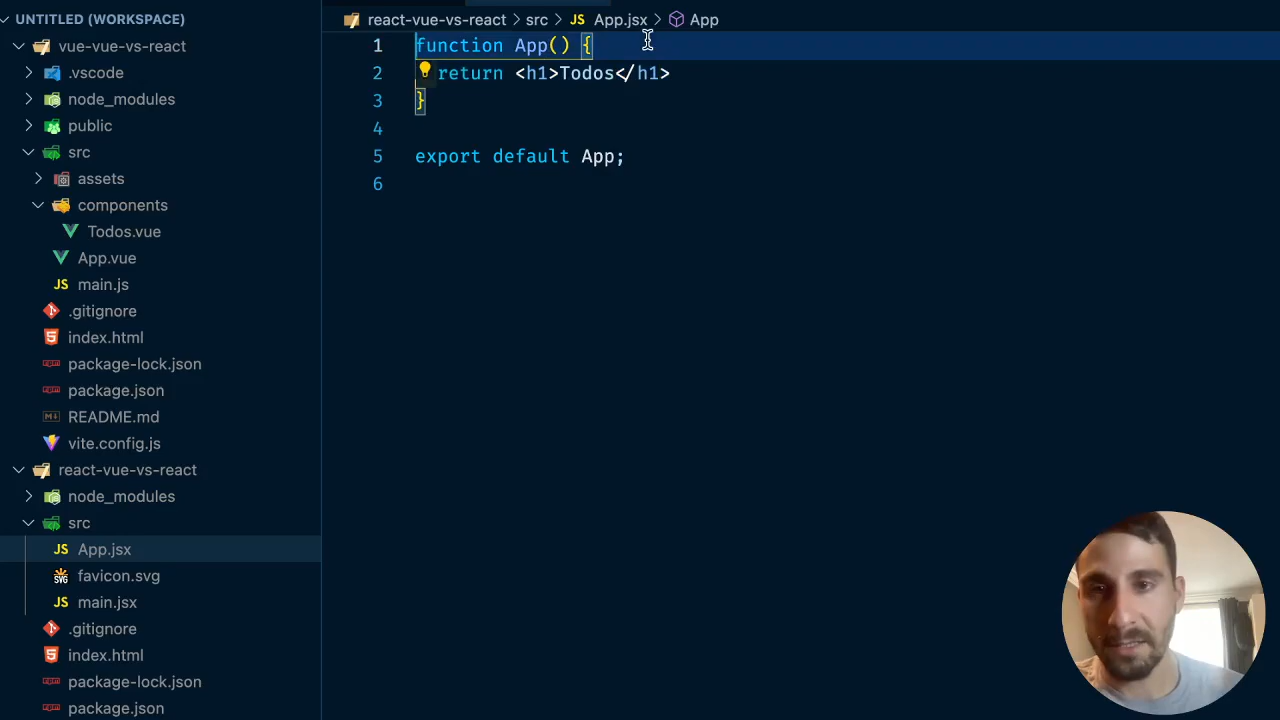 UNTITLED (WORKSPACE)
vue-vue-vs-react
.vscode
node_modules
public
src
assets
components
Todos.vue
App.vue
main.js
.gitignore
index.html
package-lock.json
package.json
README.md
vite.config.js
react-vue-vs-react
node_modules
src
App.jsx
favicon.svg
main.jsx
.gitignore
index.html
package-lock.json
package.json
react-vue-vs-react > src > JS App.jsx > App
1 function App() {
2 return <h1>Todos</h1>
3 }
4
5 export default App;
6